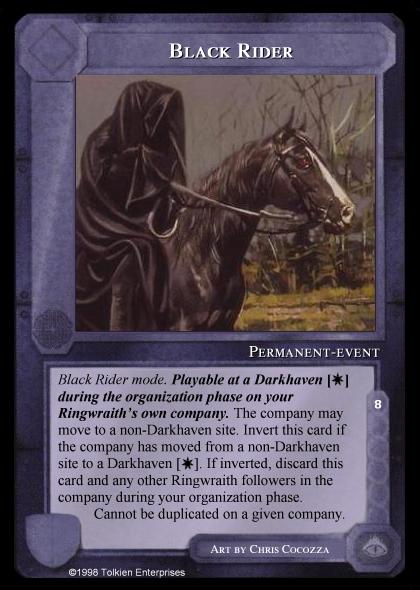 BLACK RIDER
PERMANENT-EVENT
Black Rider mode. Playable at a Darkhaven [✷]
during the organization phase on your
Ringwraith's own company. The company may
move to a non-Darkhaven site. Invert this card if
the company has moved from a non-Darkhaven
site to a Darkhaven [✷]. If inverted, discard this
card and any other Ringwraith followers in the
company during your organization phase.
Cannot be duplicated on a given company.
8
ART BY CHRIS COCOZZA
©1998 Tolkien Enterprises